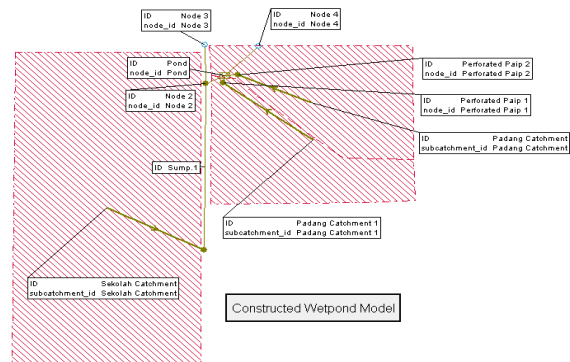 ID Node 3
node_id Node 3
ID Node 4
node_id Node 4
ID Pond
node_id Pond
ID Perforated Paip 2
node_id Perforated Paip 2
ID Node 2
node_id Node 2
ID Perforated Paip 1
node_id Perforated Paip 1
ID Padang Catchment
subcatchment_id Padang Catchment
ID Sump.1
ID Padang Catchment 1
subcatchment_id Padang Catchment 1
ID Sekolah Catchment
subcatchment_id Sekolah Catchment
Constructed Wetpond Model